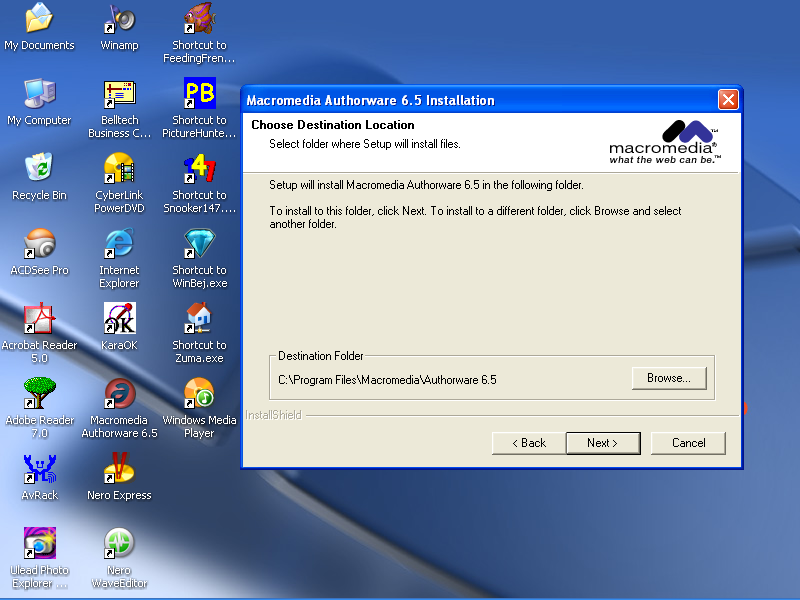 My Documents
Winamp
Shortcut to
FeedingFren...
My Computer
Belltech
Business C...
PB
Shortcut to
PictureHunte...
Recycle Bin
CyberLink
PowerDVD
147
Shortcut to
Snooker147....
ACDSee Pro
Internet
Explorer
Shortcut to
WinBej.exe
Acrobat Reader
5.0
OK
KaraOK
Shortcut to
Zuma.exe
Adobe Reader
7.0
Macromedia
Authorware 6.5
Windows Media
Player
AvRack
Nero Express
Ulead Photo
Explorer ...
Nero
WaveEditor
Macromedia Authorware 6.5 Installation
Choose Destination Location
Select folder where Setup will install files.
macromedia®
what the web can be.™
Setup will install Macromedia Authorware 6.5 in the following folder.
To install to this folder, click Next. To install to a different folder, click Browse and select
another folder.
Destination Folder
C:\Program Files\Macromedia\Authorware 6.5
Browse...
InstallShield
< Back
Next >
Cancel